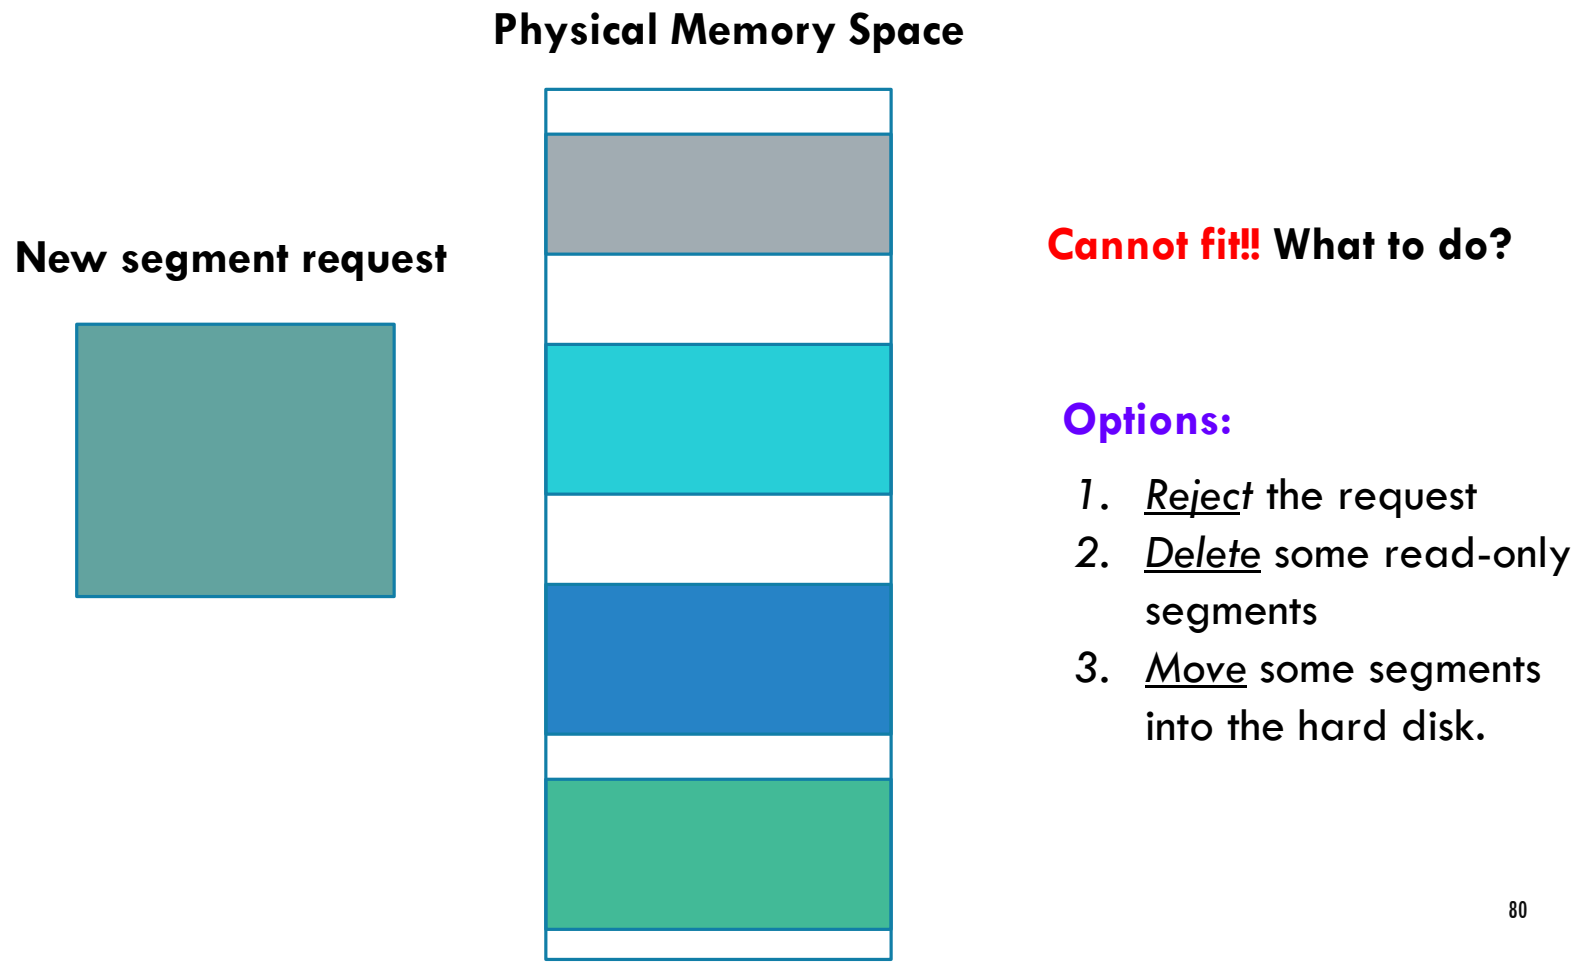 Physical Memory Space
New segment request
Cannot fit!! What to do?
Options:
1. Reject the request
2. Delete some read-only
segments
3. Move some segments
into the hard disk.
80